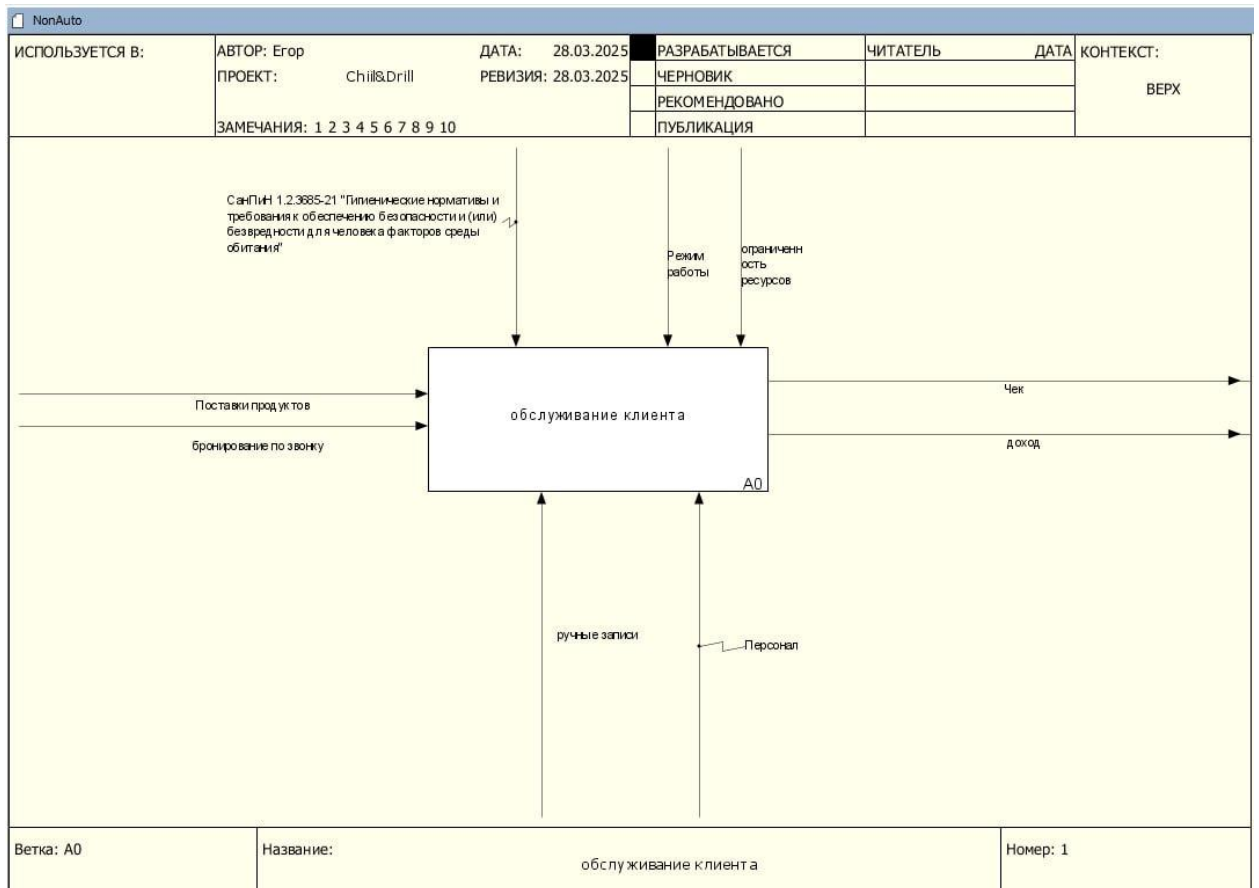 NonAuto
ИСПОЛЬЗУЕТСЯ В:
АВТОР: Егор
ДАТА: 28.03.2025
ПРОЕКТ: Chiil&Drill
РЕВИЗИЯ: 28.03.2025
ЗАМЕЧАНИЯ: 1 2 3 4 5 6 7 8 9 10
РАЗРАБАТЫВАЕТСЯ
ЧЕРНОВИК
РЕКОМЕНДОВАНО
ПУБЛИКАЦИЯ
ЧИТАТЕЛЬ
ДАТА
КОНТЕКСТ:
ВЕРХ
СанПиН 1.2.3685-21 "Гигиенические нормативы и
требования к обеспечению безопасности и (или)
безвредности для человека факторов среды
обитания"
Режим
работы
ограниченн
ость
ресурсов
Поставки продуктов
бронирование по звонку
обслуживание клиента
A0
Чек
доход
ручные записи
Персонал
Ветка: A0
Название:
обслуживание клиента
Номер: 1